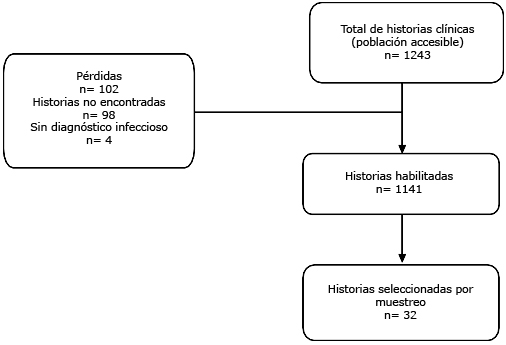 Total de historias clínicas
(población accesible)
n= 1243
Pérdidas
n= 102
Historias no encontradas
n= 98
Sin diagnóstico infeccioso
n= 4
Historias habilitadas
n= 1141
Historias seleccionadas por
muestreo
n= 32